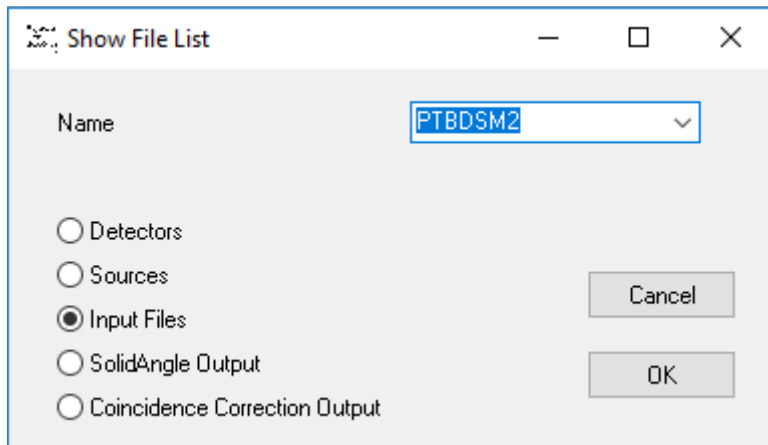 Show File List
Name PTBDSM2
Detectors
Sources
Input Files
Cancel
SolidAngle Output
OK
Coincidence Correction Output